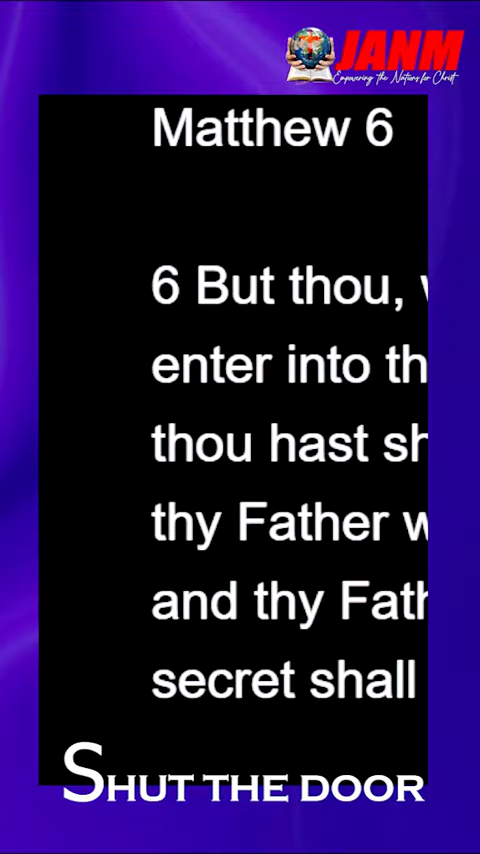 JANM
Empowering the Nations for Christ
Matthew 6
6 But thou,
enter into th
thou hast sh
thy Father w
and thy Fath
secret shall
SHUT THE DOOR